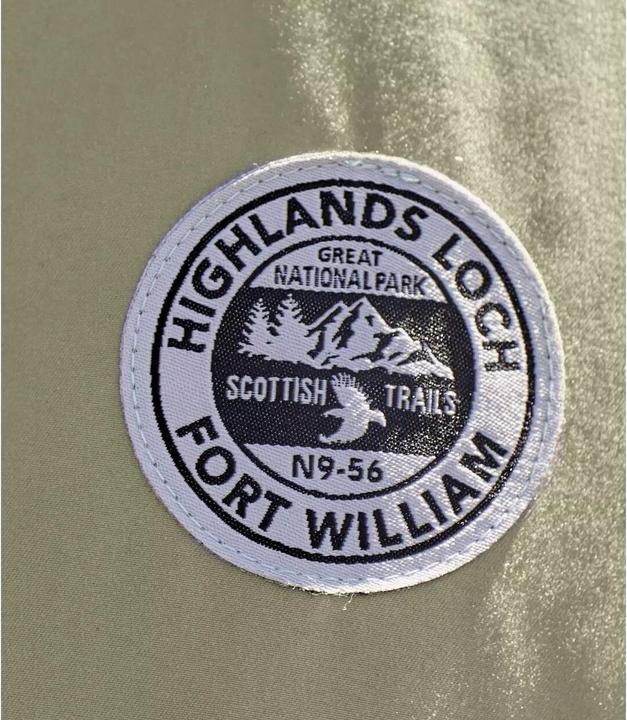 HIGHLANDS LOCH
GREAT
NATIONAL PARK
SCOTTISH TRAILS
N9-56
FORT WILLIAM